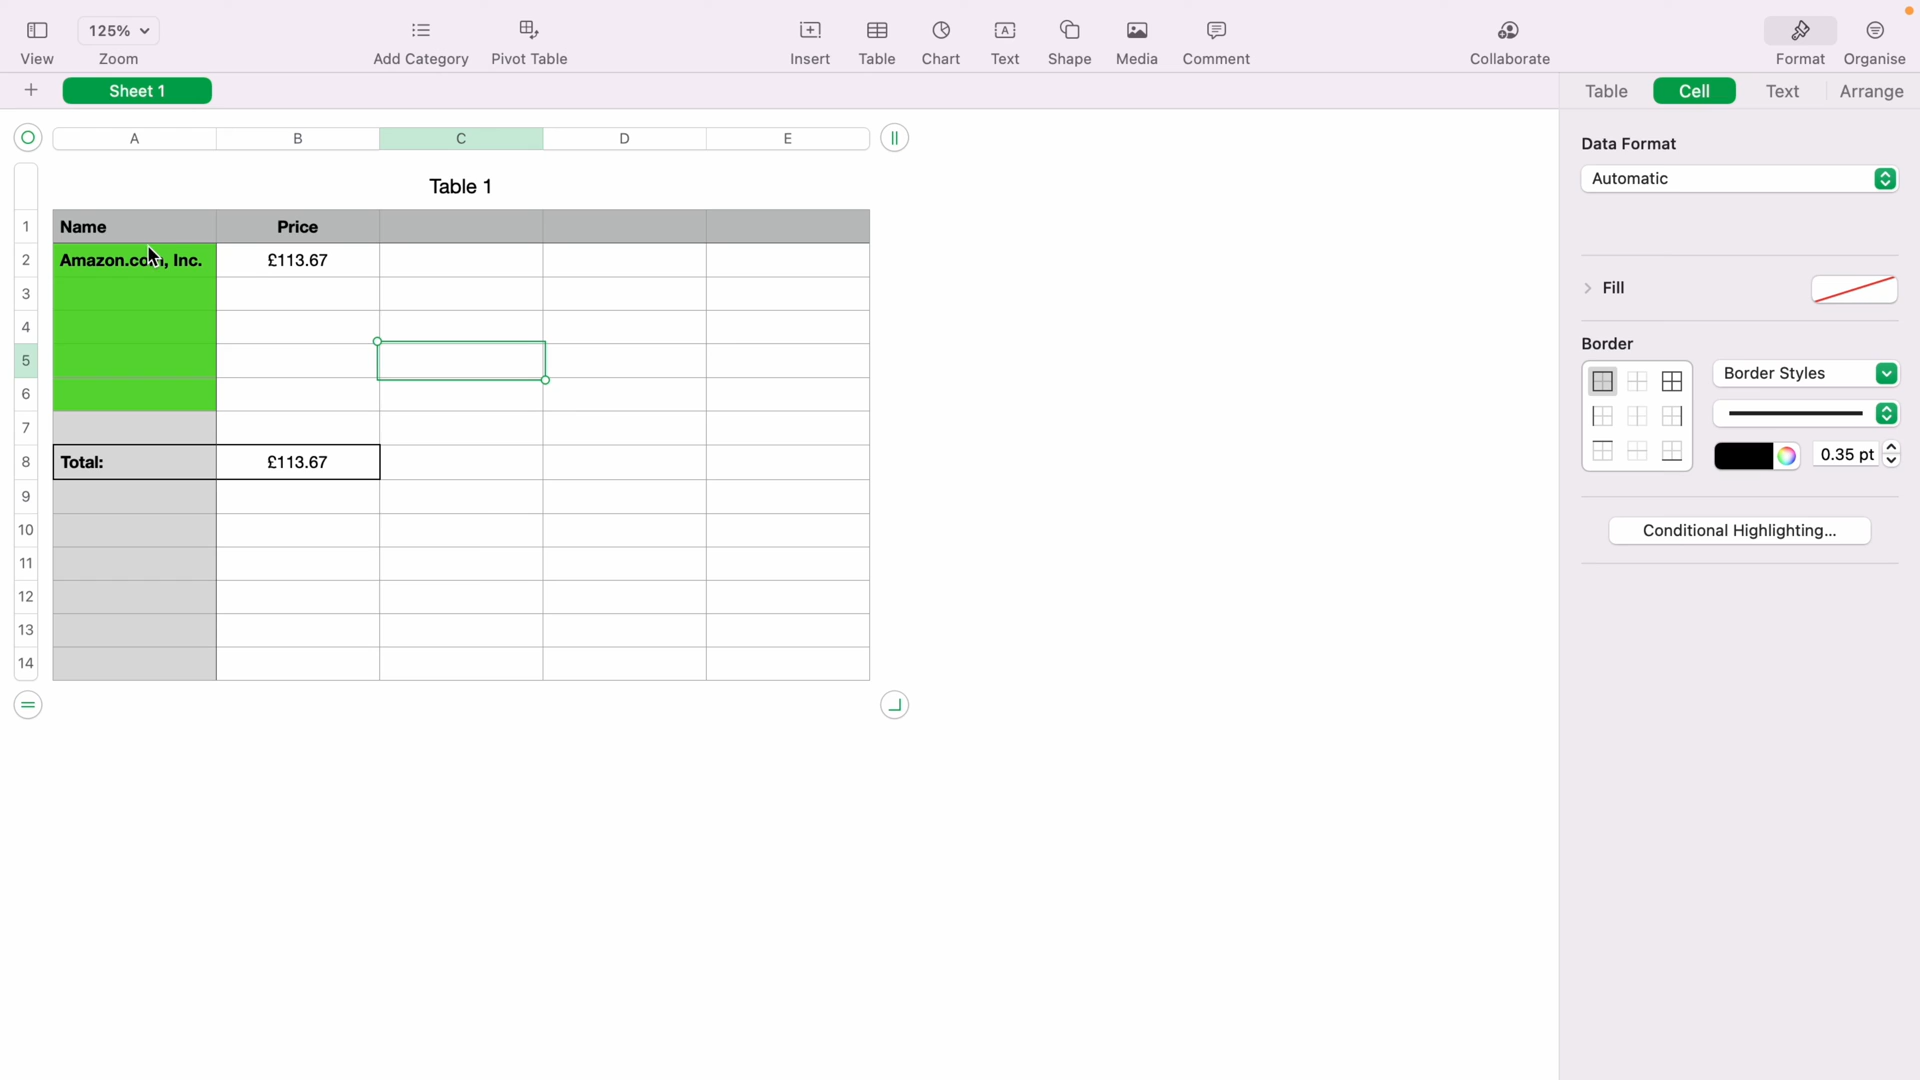 125%
View
Zoom
Add Category
Pivot Table
Insert
Table
Chart
Text
Shape
Media
Comment
Collaborate
Format
Organise
+
Sheet 1
Table
Cell
Text
Arrange
A
B
C
D
E
Table 1
1
Name
Price
2
Amazon.com, Inc.
£113.67
3
4
5
6
7
8
Total:
£113.67
9
10
11
12
13
14
Data Format
Automatic
Fill
Border
Border Styles
0.35 pt
Conditional Highlighting...